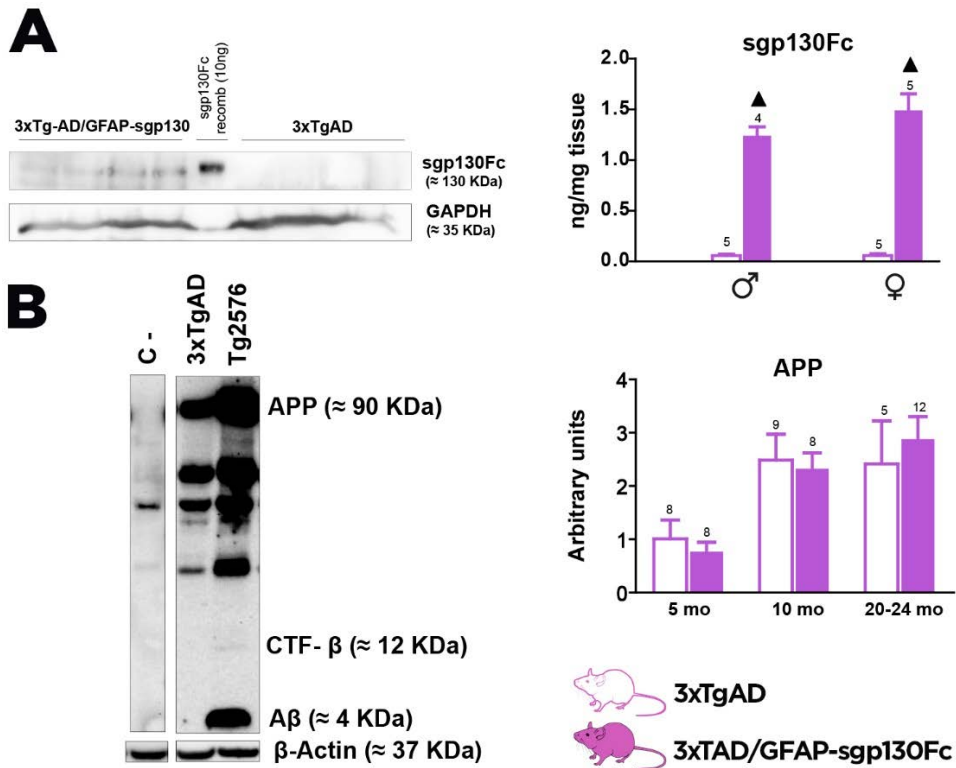 A
3xTg-AD/GFAP-sgp130
sgp130Fc
recomb (10ng)
3xTgAD
sgp130Fc
(≈ 130 KDa)
GAPDH
(≈ 35 KDa)
sgp130Fc
ng/mg tissue
2.0
1.5
1.0
0.5
0.0
5
4
5
5
♂
♀
B
C -
3xTgAD
Tg2576
APP (≈ 90 KDa)
CTF- β (≈ 12 KDa)
Aβ (≈ 4 KDa)
β-Actin (≈ 37 KDa)
APP
Arbitrary units
4
3
2
1
0
8
8
9
8
5
12
5 mo
10 mo
20-24 mo
3xTgAD
3xTAD/GFAP-sgp130Fc